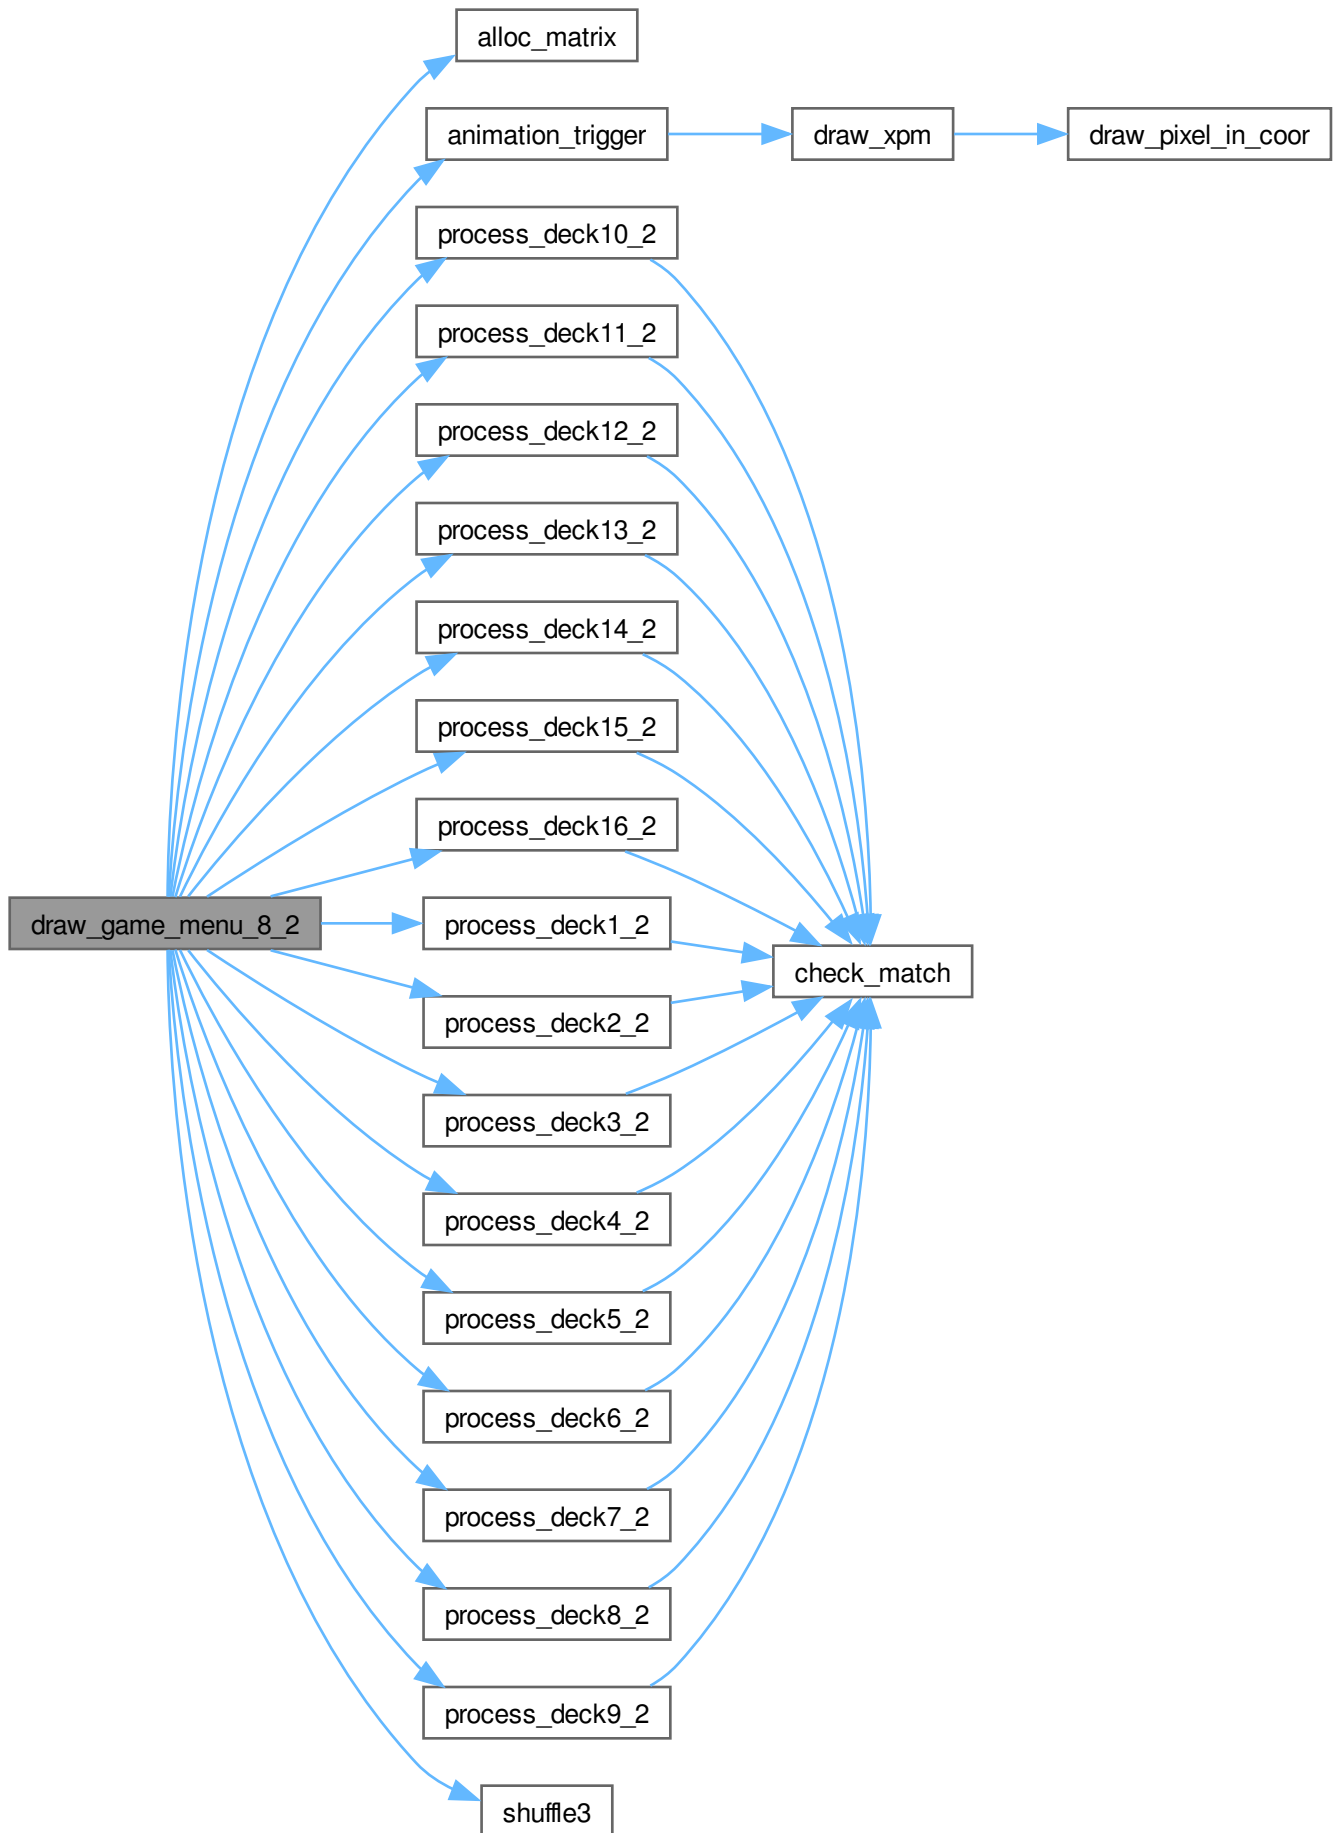 alloc_matrix
animation_trigger
draw_xpm
draw_pixel_in_coor
process_deck10_2
process_deck11_2
process_deck12_2
process_deck13_2
process_deck14_2
process_deck15_2
process_deck16_2
draw_game_menu_8_2
process_deck1_2
check_match
process_deck2_2
process_deck3_2
process_deck4_2
process_deck5_2
process_deck6_2
process_deck7_2
process_deck8_2
process_deck9_2
shuffle3